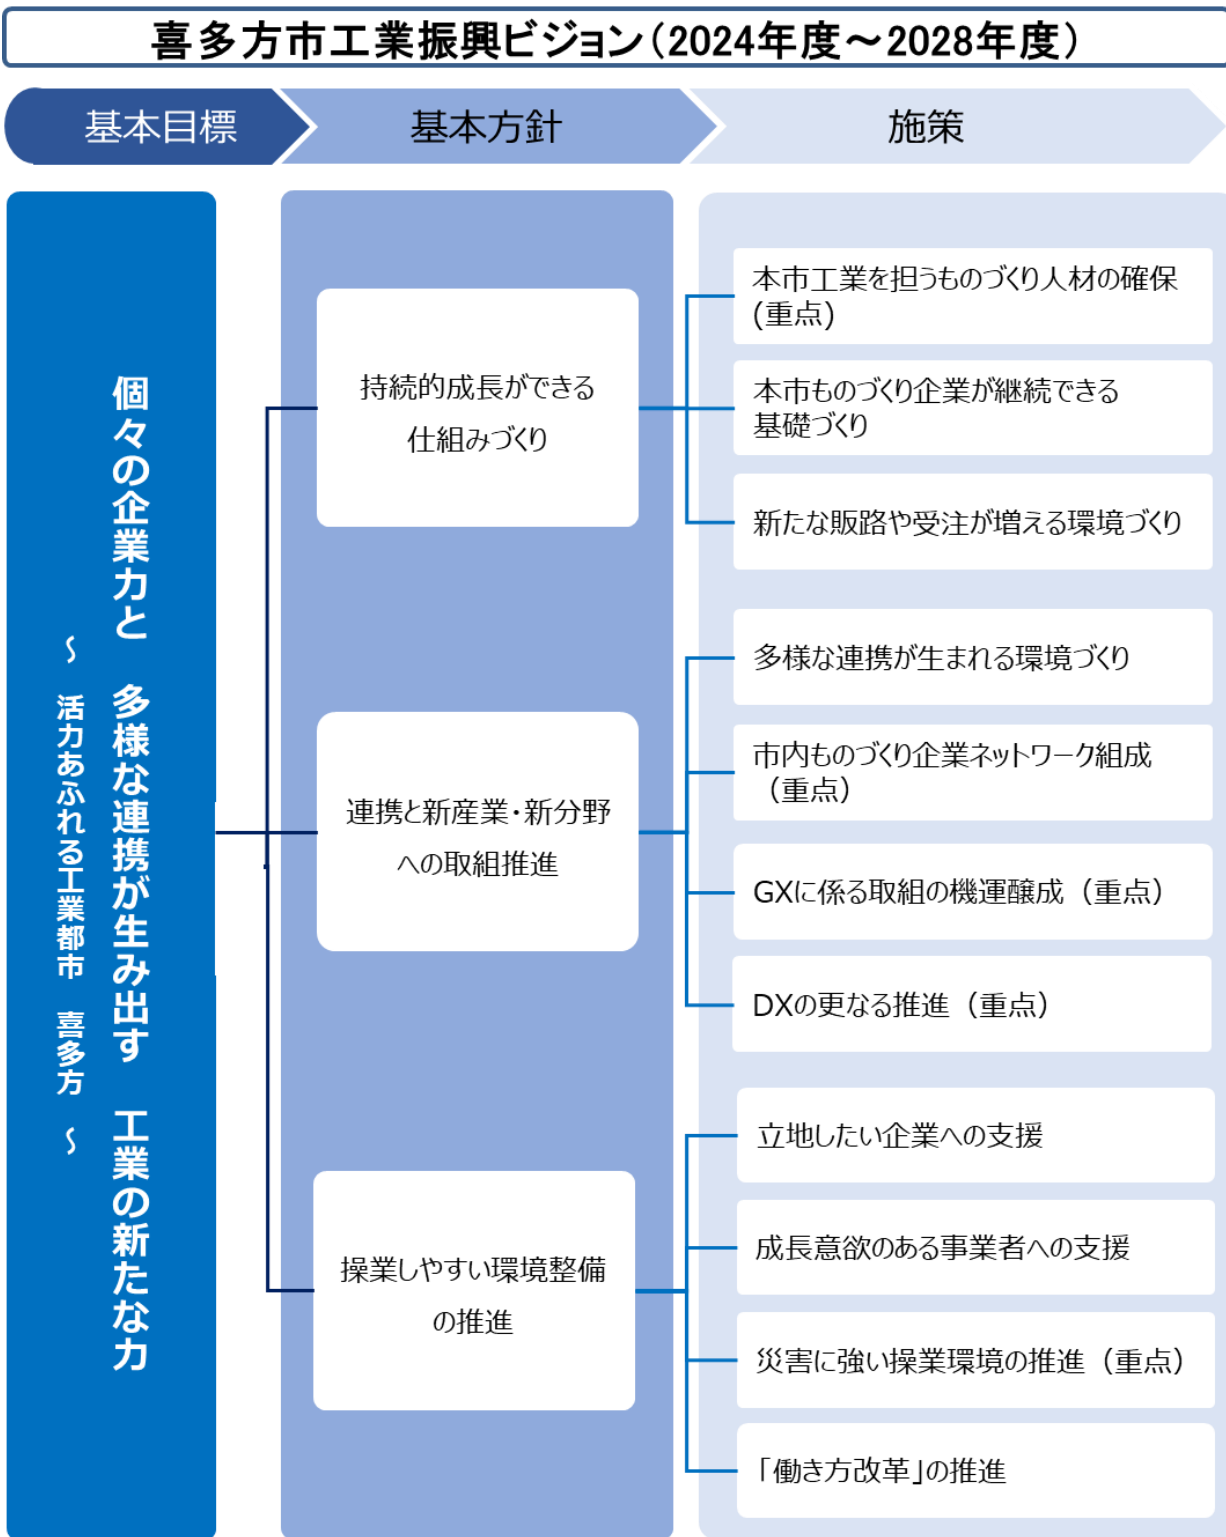 喜多方市工業振興ビジョン（2024年度～2028年度）
基本目標
基本方針
施策
個々の企業力と　多様な連携が生み出す　工業の新たな力
～　活力あふれる工業都市　喜多方　～
持続的成長ができる
仕組みづくり
本市工業を担うものづくり人材の確保
(重点)
本市ものづくり企業が継続できる
基礎づくり
新たな販路や受注が増える環境づくり
連携と新産業・新分野
への取組推進
多様な連携が生まれる環境づくり
市内ものづくり企業ネットワーク組成
（重点）
GXに係る取組の機運醸成（重点）
DXの更なる推進（重点）
操業しやすい環境整備
の推進
立地したい企業への支援
成長意欲のある事業者への支援
災害に強い操業環境の推進（重点）
「働き方改革」の推進